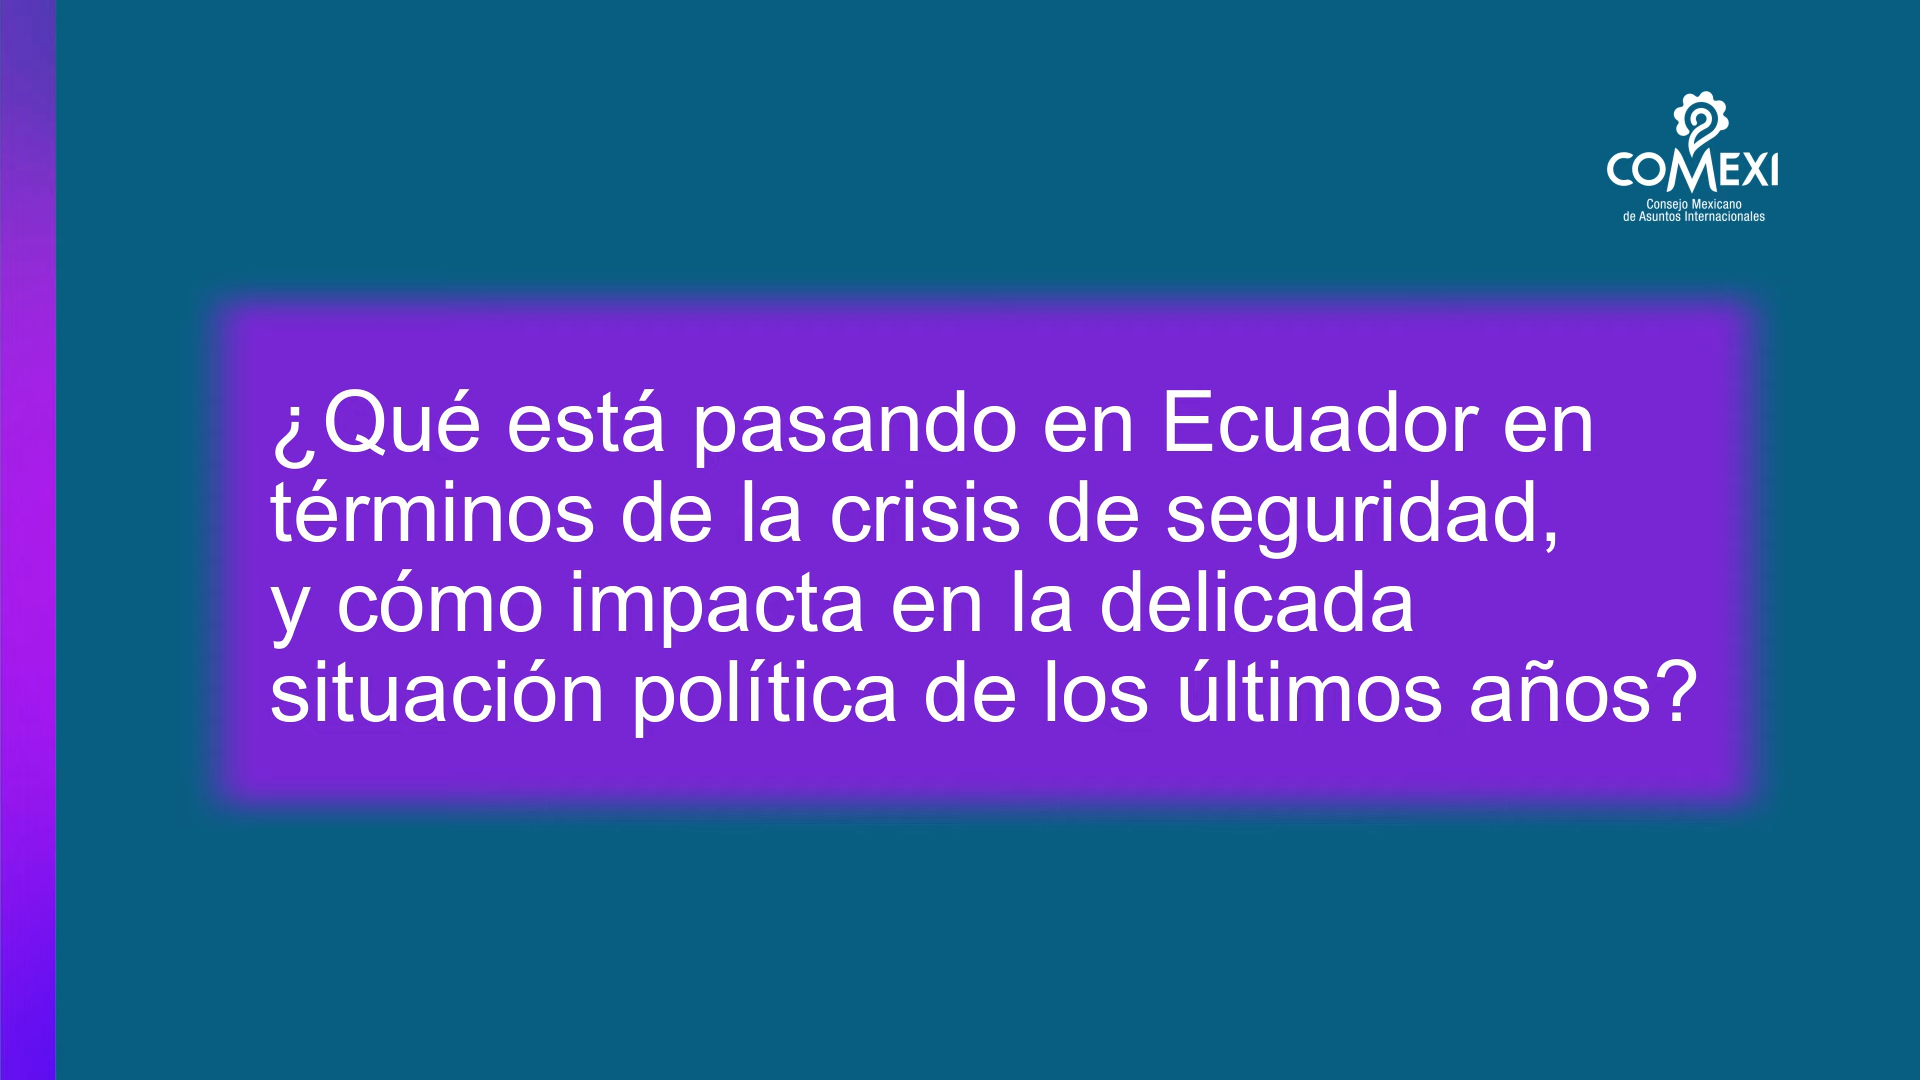 COMEXI
Consejo Mexicano
de Asuntos Internacionales
¿Qué está pasando en Ecuador en
términos de la crisis de seguridad,
y cómo impacta en la delicada
situación política de los últimos años?